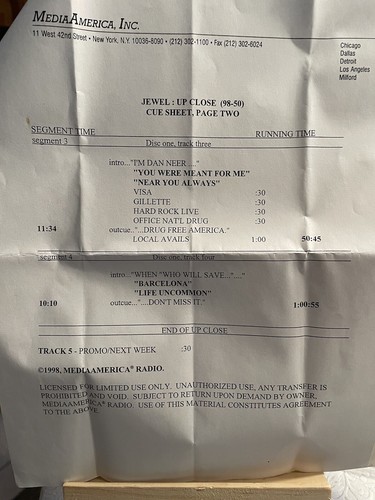 MEDIAAMERICA, INC.
11 West 42nd Street • New York, N.Y. 10036-8090 • (212) 302-1100 • Fax (212) 302-6024
Chicago
Dallas
Detroit
Los Angeles
Milford
JEWEL : UP CLOSE (98-50)
CUE SHEET, PAGE TWO
SEGMENT TIME RUNNING TIME
segment 3 Disc one, track three
intro..."I'M DAN NEER ...."
"YOU WERE MEANT FOR ME"
"NEAR YOU ALWAYS"
VISA :30
GILLETTE :30
HARD ROCK LIVE :30
OFFICE NAT'L DRUG :30
11:34 outcue.."...DRUG FREE AMERICA."
LOCAL AVAILS 1:00 50:45
segment 4 Disc one, track four
intro..."WHEN "WHO WILL SAVE..."...."
"BARCELONA"
"LIFE UNCOMMON"
10:10 outcue..."....DON'T MISS IT." 1:00:55
END OF UP CLOSE
TRACK 5 - PROMO/NEXT WEEK :30
©1998, MEDIAAMERICA® RADIO.
LICENSED FOR LIMITED USE ONLY. UNAUTHORIZED USE, ANY TRANSFER IS
PROHIBITED AND VOID. SUBJECT TO RETURN UPON DEMAND BY OWNER,
MEDIAAMERICA® RADIO. USE OF THIS MATERIAL CONSTITUTES AGREEMENT
TO THE ABOVE.